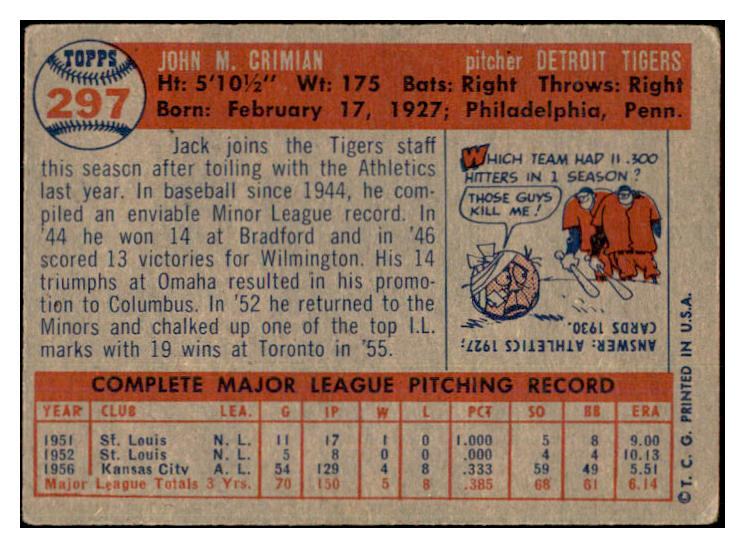 TOPPS
297
JOHN M. CRIMIAN pitcher DETROIT TIGERS
Ht: 5'10½" Wt: 175 Bats: Right Throws: Right
Born: February 17, 1927; Philadelphia, Penn.
Jack joins the Tigers staff
this season after toiling with the Athletics
last year. In baseball since 1944, he com-
piled an enviable Minor League record. In
'44 he won 14 at Bradford and in '46
scored 13 victories for Wilmington. His 14
triumphs at Omaha resulted in his promo-
tion to Columbus. In '52 he returned to the
Minors and chalked up one of the top I.L.
marks with 19 wins at Toronto in '55.
WHICH TEAM HAD 11 .300
HITTERS IN 1 SEASON?
THOSE GUYS
KILL ME!
ANSWER: ATHLETICS 1927;
CARDS 1930.
COMPLETE MAJOR LEAGUE PITCHING RECORD
YEAR CLUB LEA. G IP W L PCT SO BB ERA
1951 St. Louis N. L. 11 17 1 0 1.000 5 8 9.00
1952 St. Louis N. L. 5 8 0 0 .000 4 4 10.13
1956 Kansas City A. L. 54 129 4 8 .333 59 49 5.51
Major League Totals 3 Yrs. 70 150 5 8 .385 68 61 6.14
© T. C. G. PRINTED IN U.S.A.